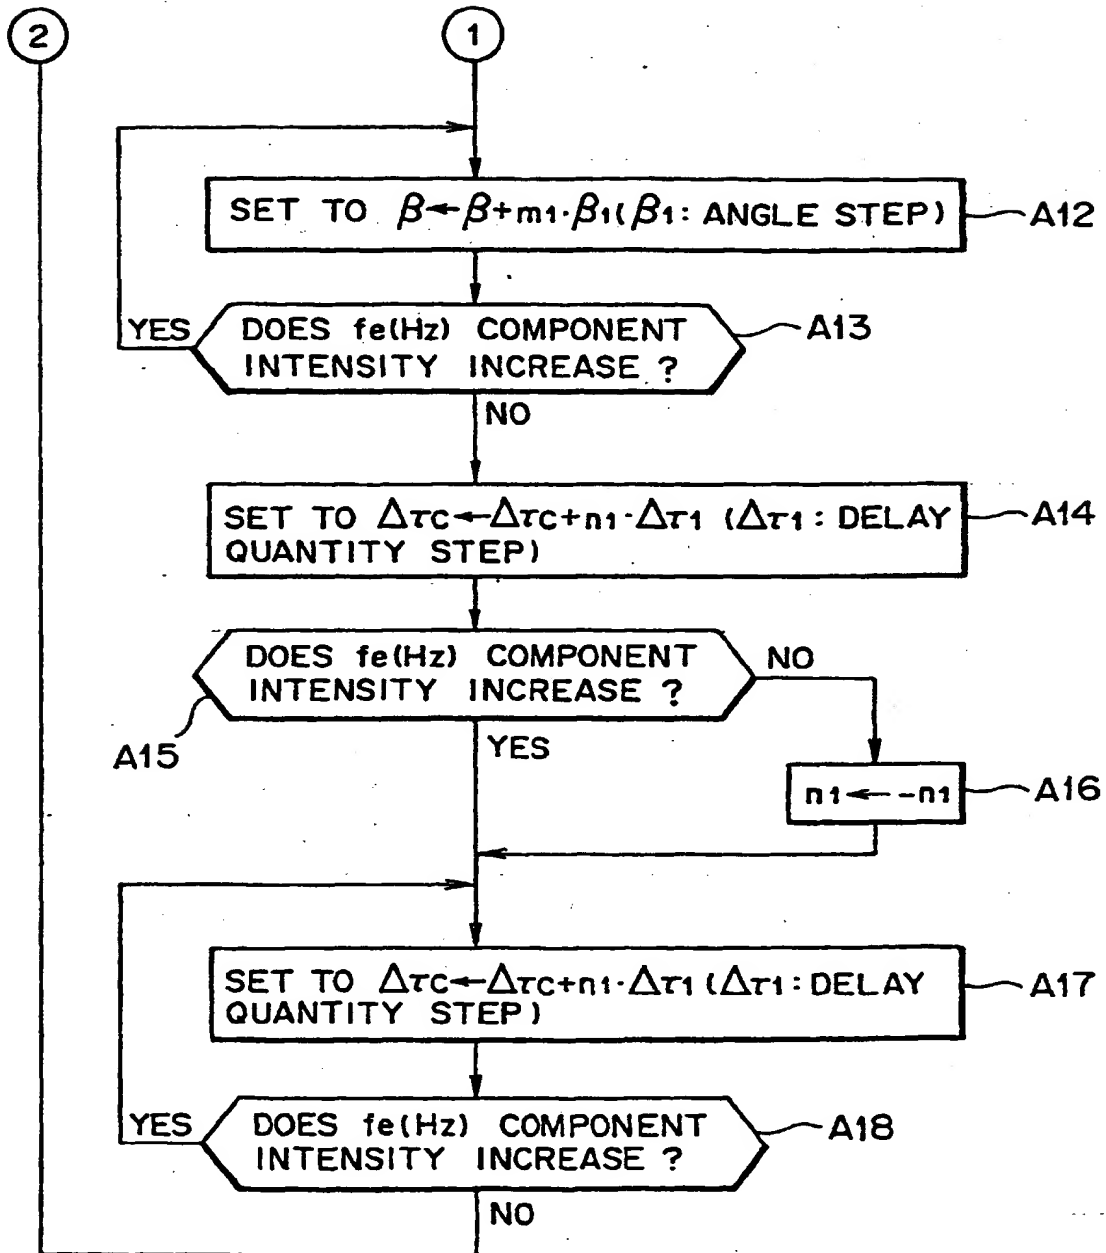 2
1
SET TO β←β+m1·β1(β1: ANGLE STEP)
A12
YES
DOES fe(Hz) COMPONENT
INTENSITY INCREASE ?
A13
NO
SET TO ΔτC←ΔτC+n1·Δτ1 (Δτ1: DELAY
QUANTITY STEP)
A14
DOES fe(Hz) COMPONENT
INTENSITY INCREASE ?
NO
A15
YES
n1←-n1
A16
SET TO ΔτC←ΔτC+n1·Δτ1 (Δτ1: DELAY
QUANTITY STEP)
A17
YES
DOES fe(Hz) COMPONENT
INTENSITY INCREASE ?
A18
NO